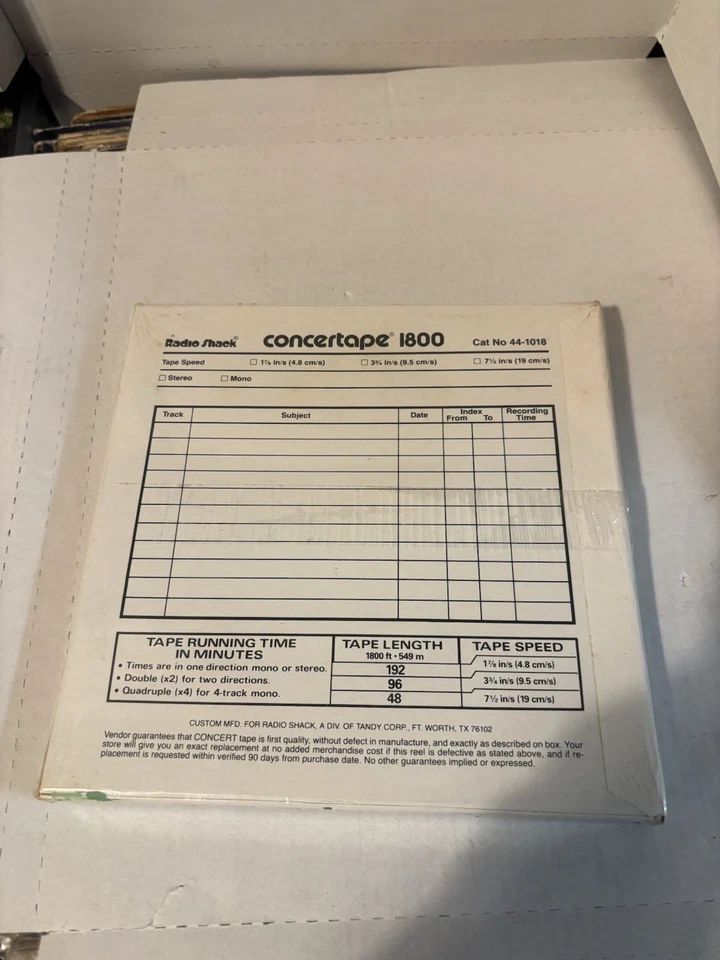 Radio Shack® concertape® 1800 Cat No 44-1018
Tape Speed □ 1⅞ in/s (4.8 cm/s) □ 3¾ in/s (9.5 cm/s) □ 7½ in/s (19 cm/s)
□ Stereo □ Mono
Track Subject Date Index From To Recording Time
TAPE RUNNING TIME
IN MINUTES
• Times are in one direction mono or stereo.
• Double (x2) for two directions.
• Quadruple (x4) for 4-track mono.
TAPE LENGTH
1800 ft • 549 m
192
96
48
TAPE SPEED
1⅞ in/s (4.8 cm/s)
3¾ in/s (9.5 cm/s)
7½ in/s (19 cm/s)
CUSTOM MFD. FOR RADIO SHACK, A DIV. OF TANDY CORP., FT. WORTH, TX 76102
Vendor guarantees that CONCERT tape is first quality, without defect in manufacture, and exactly as described on box. Your
store will give you an exact replacement at no added merchandise cost if this reel is defective as stated above, and if re-
placement is requested within verified 90 days from purchase date. No other guarantees implied or expressed.